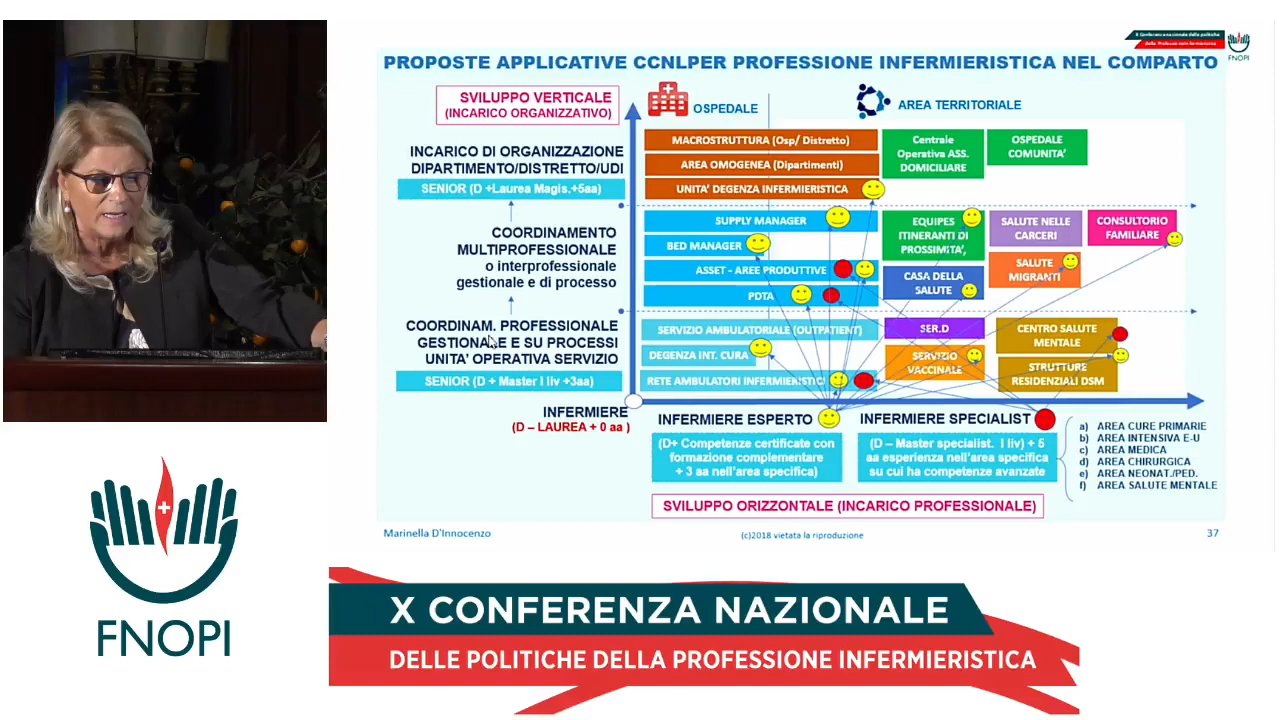 X Conferenza nazionale delle politiche
della Professione infermieristica
FNOPI
PROPOSTE APPLICATIVE CCNLPER PROFESSIONE INFERMIERISTICA NEL COMPARTO
SVILUPPO VERTICALE
(INCARICO ORGANIZZATIVO)
OSPEDALE
AREA TERRITORIALE
INCARICO DI ORGANIZZAZIONE
DIPARTIMENTO/DISTRETTO/UDI
SENIOR (D +Laurea Magis.+5aa)
MACROSTRUTTURA (Osp/ Distretto)
AREA OMOGENEA (Dipartimenti)
UNITA' DEGENZA INFERMIERISTICA
Centrale
Operativa ASS.
DOMICILIARE
OSPEDALE
COMUNITA'
COORDINAMENTO
MULTIPROFESSIONALE
o interprofessionale
gestionale e di processo
SUPPLY MANAGER
BED MANAGER
ASSET - AREE PRODUTTIVE
PDTA
EQUIPES
ITINERANTI DI
PROSSIMITA',
SALUTE NELLE
CARCERI
CONSULTORIO
FAMILIARE
CASA DELLA
SALUTE
SALUTE
MIGRANTI
COORDINAM. PROFESSIONALE
GESTIONALE E SU PROCESSI
UNITA' OPERATIVA SERVIZIO
SENIOR (D + Master I liv +3aa)
SERVIZIO AMBULATORIALE (OUTPATIENT)
DEGENZA INT. CURA
RETE AMBULATORI INFERMIERISTICI
SER.D
SERVIZIO
VACCINALE
CENTRO SALUTE
MENTALE
STRUTTURE
RESIDENZIALI DSM
INFERMIERE
(D – LAUREA + 0 aa )
INFERMIERE ESPERTO
(D+ Competenze certificate con
formazione complementare
+ 3 aa nell'area specifica)
INFERMIERE SPECIALIST
(D – Master specialist. I liv) + 5
aa esperienza nell'area specifica
su cui ha competenze avanzate
a) AREA CURE PRIMARIE
b) AREA INTENSIVA E-U
c) AREA MEDICA
d) AREA CHIRURGICA
e) AREA NEONAT./PED.
f) AREA SALUTE MENTALE
SVILUPPO ORIZZONTALE (INCARICO PROFESSIONALE)
Marinella D'Innocenzo
(c)2018 vietata la riproduzione
37
FNOPI
X CONFERENZA NAZIONALE
DELLE POLITICHE DELLA PROFESSIONE INFERMIERISTICA